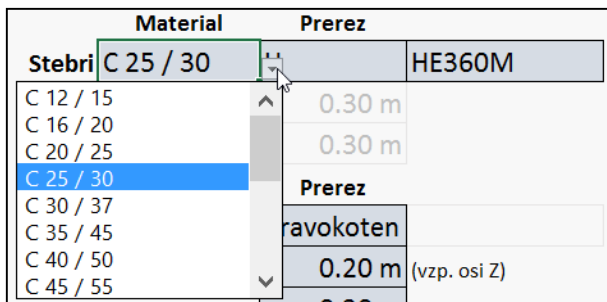 Material Prerez
Stebri C 25 / 30 HE360M
C 12 / 15
0.30 m
C 16 / 20
0.30 m
C 20 / 25
C 25 / 30
Prerez
C 30 / 37
C 35 / 45
ravokoten
C 40 / 50
0.20 m (vzp. osi Z)
C 45 / 55